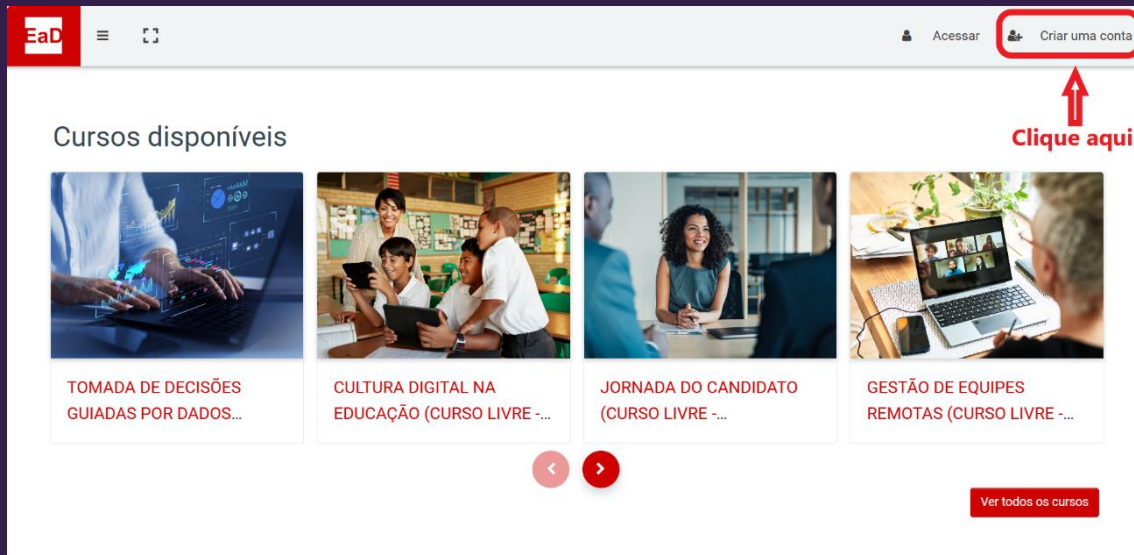 EaD
Acessar
Criar uma conta
Clique aqui
Cursos disponíveis
TOMADA DE DECISÕES
GUIADAS POR DADOS...
CULTURA DIGITAL NA
EDUCAÇÃO (CURSO LIVRE -...
JORNADA DO CANDIDATO
(CURSO LIVRE -...
GESTÃO DE EQUIPES
REMOTAS (CURSO LIVRE -...
Ver todos os cursos